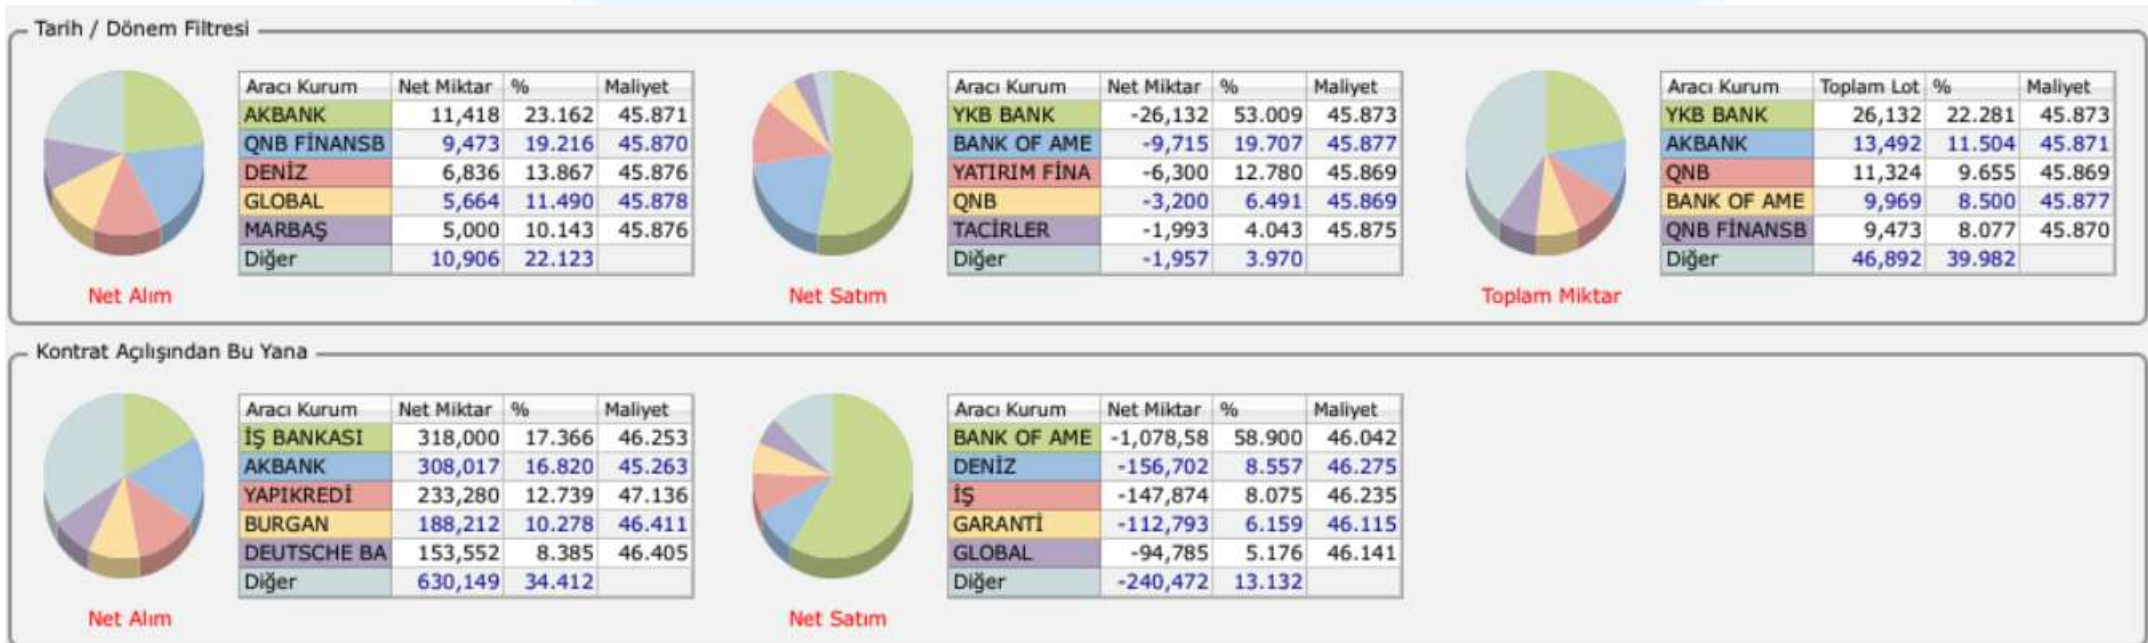 Tarih / Dönem Filtresi
Aracı Kurum Net Miktar % Maliyet
AKBANK 11,418 23.162 45.871
QNB FİNANSB 9,473 19.216 45.870
DENİZ 6,836 13.867 45.876
GLOBAL 5,664 11.490 45.878
MARBAŞ 5,000 10.143 45.876
Diğer 10,906 22.123
Net Alım
Aracı Kurum Net Miktar % Maliyet
YKB BANK -26,132 53.009 45.873
BANK OF AME -9,715 19.707 45.877
YATIRIM FİNA -6,300 12.780 45.869
QNB -3,200 6.491 45.869
TACİRLER -1,993 4.043 45.875
Diğer -1,957 3.970
Net Satım
Aracı Kurum Toplam Lot % Maliyet
YKB BANK 26,132 22.281 45.873
AKBANK 13,492 11.504 45.871
QNB 11,324 9.655 45.869
BANK OF AME 9,969 8.500 45.877
QNB FİNANSB 9,473 8.077 45.870
Diğer 46,892 39.982
Toplam Miktar
Kontrat Açılışından Bu Yana
Aracı Kurum Net Miktar % Maliyet
İŞ BANKASI 318,000 17.366 46.253
AKBANK 308,017 16.820 45.263
YAPIKREDİ 233,280 12.739 47.136
BURGAN 188,212 10.278 46.411
DEUTSCHE BA 153,552 8.385 46.405
Diğer 630,149 34.412
Net Alım
Aracı Kurum Net Miktar % Maliyet
BANK OF AME -1,078,58 58.900 46.042
DENİZ -156,702 8.557 46.275
İŞ -147,874 8.075 46.235
GARANTİ -112,793 6.159 46.115
GLOBAL -94,785 5.176 46.141
Diğer -240,472 13.132
Net Satım